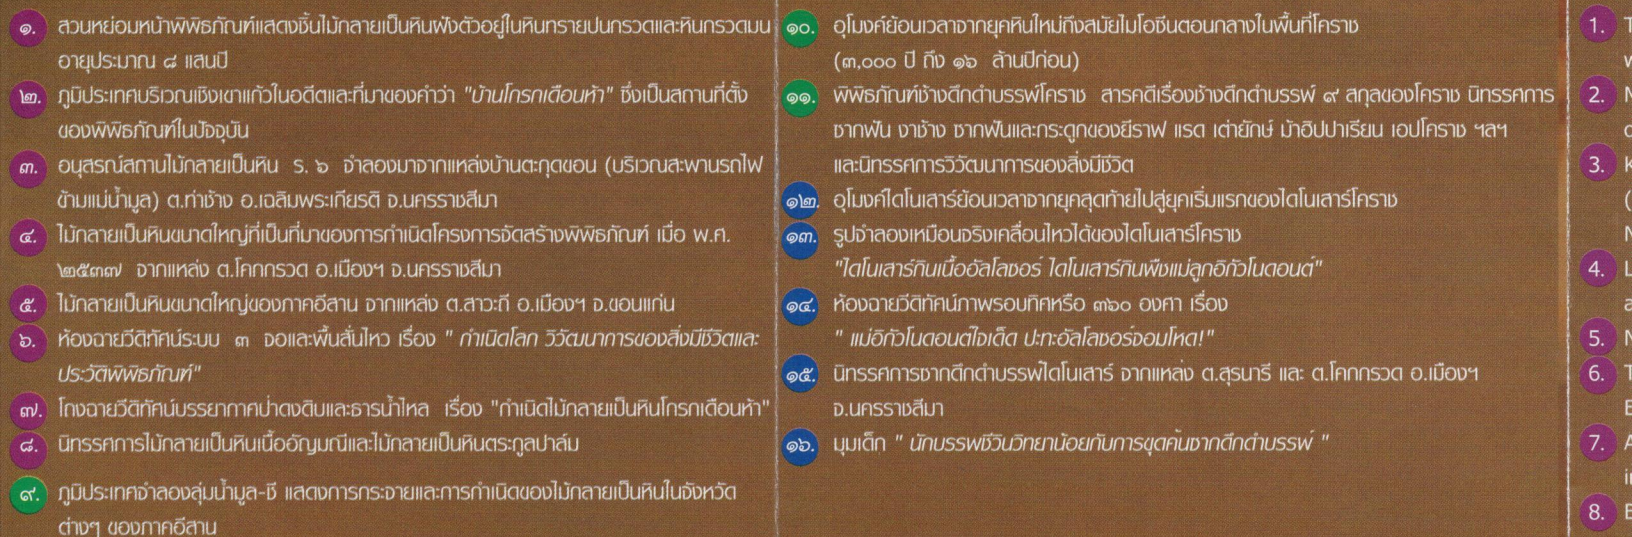 ๑. สวนหย่อมหน้าพิพิธภัณฑ์แสดงชิ้นไม้กลายเป็นหินฝังตัวอยู่ในหินทรายปนกรวดและหินกรวดมน
อายุประมาณ ๘ แสนปี
๒. ภูมิประเทศบริเวณเชิงเขาแก้วในอดีตและที่มาของคำว่า "บ้านโกรกเดือนห้า" ซึ่งเป็นสถานที่ตั้ง
ของพิพิธภัณฑ์ในปัจจุบัน
๓. อนุสรณ์สถานไม้กลายเป็นหิน ร. ๖ จำลองมาจากแหล่งบ้านตะกุดขอน (บริเวณสะพานรถไฟ
ข้ามแม่น้ำมูล) ต.ท่าช้าง อ.เฉลิมพระเกียรติ จ.นครราชสีมา
๔. ไม้กลายเป็นหินขนาดใหญ่ที่เป็นที่มาของการกำเนิดโครงการจัดสร้างพิพิธภัณฑ์ เมื่อ พ.ศ.
๒๕๓๗ จากแหล่ง ต.โคกกรวด อ.เมืองฯ จ.นครราชสีมา
๕. ไม้กลายเป็นหินขนาดใหญ่ของภาคอีสาน จากแหล่ง ต.สาวะถี อ.เมืองฯ จ.ขอนแก่น
๖. ห้องฉายวีดิทัศน์ระบบ ๓ จอและพื้นสั่นไหว เรื่อง " กำเนิดโลก วิวัฒนาการของสิ่งมีชีวิตและ
ประวัติพิพิธภัณฑ์"
๗. โถงฉายวีดิทัศน์บรรยากาศป่าดงดิบและธารน้ำไหล เรื่อง "กำเนิดไม้กลายเป็นหินโกรกเดือนห้า"
๘. นิทรรศการไม้กลายเป็นหินเนื้ออัญมณีและไม้กลายเป็นหินตระกูลปาล์ม
๙. ภูมิประเทศจำลองลุ่มน้ำมูล-ชี แสดงการกระจายและการกำเนิดของไม้กลายเป็นหินในจังหวัด
ต่างๆ ของภาคอีสาน
๑๐. อุโมงค์ย้อนเวลาจากยุคหินใหม่ถึงสมัยไมโอซีนตอนกลางในพื้นที่โคราช
(๓,๐๐๐ ปี ถึง ๑๖ ล้านปีก่อน)
๑๑. พิพิธภัณฑ์ช้างดึกดำบรรพ์โคราช สารคดีเรื่องช้างดึกดำบรรพ์ ๙ สกุลของโคราช นิทรรศการ
ซากฟัน งาช้าง ซากฟันและกระดูกของยีราฟ แรด เต่ายักษ์ ม้าฮิปปาเรียน เอปโคราช ฯลฯ
และนิทรรศการวิวัฒนาการของสิ่งมีชีวิต
๑๒. อุโมงค์ไดโนเสาร์ย้อนเวลาจากยุคสุดท้ายไปสู่ยุคเริ่มแรกของไดโนเสาร์โคราช
๑๓. รูปจำลองเหมือนจริงเคลื่อนไหวได้ของไดโนเสาร์โคราช
"ไดโนเสาร์กินเนื้ออัลโลซอร์ ไดโนเสาร์กินพืชแม่ลูกอิกัวโนดอนต์"
๑๔. ห้องฉายวีดิทัศน์ภาพรอบทิศหรือ ๓๖๐ องศา เรื่อง
" แม่อิกัวโนดอนต์ใจเด็ด ปะทะอัลโลซอร์จอมโหด!"
๑๕. นิทรรศการซากดึกดำบรรพ์ไดโนเสาร์ จากแหล่ง ต.สุรนารี และ ต.โคกกรวด อ.เมืองฯ
จ.นครราชสีมา
๑๖. มุมเด็ก " นักบรรพชีวินวิทยาน้อยกับการขุดค้นซากดึกดำบรรพ์ "
1.
2.
3.
(
4.
5.
6.
7.
8.